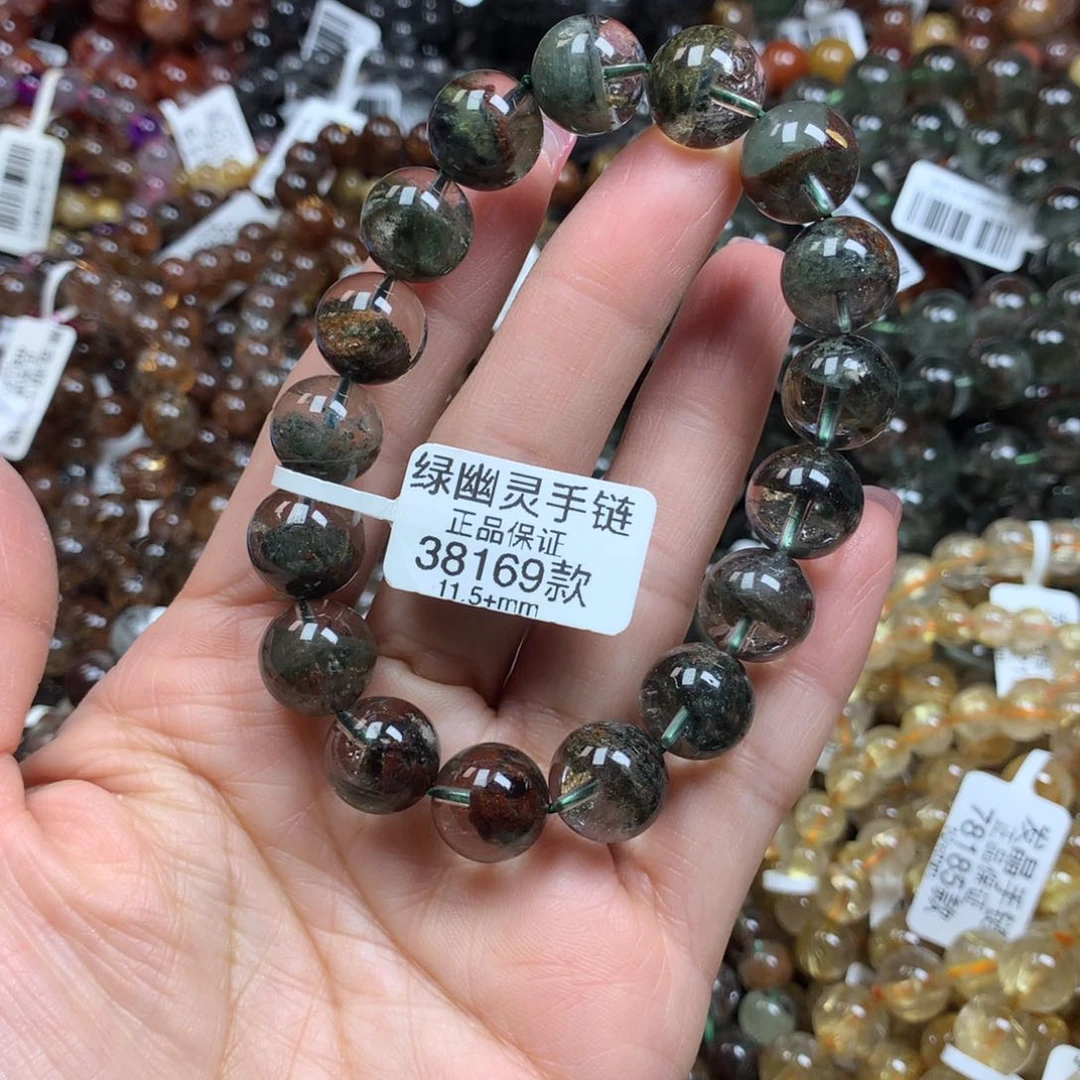 绿幽灵手链
正品保证
38169款
11.5+mm
发晶手链
正品保证
78185款